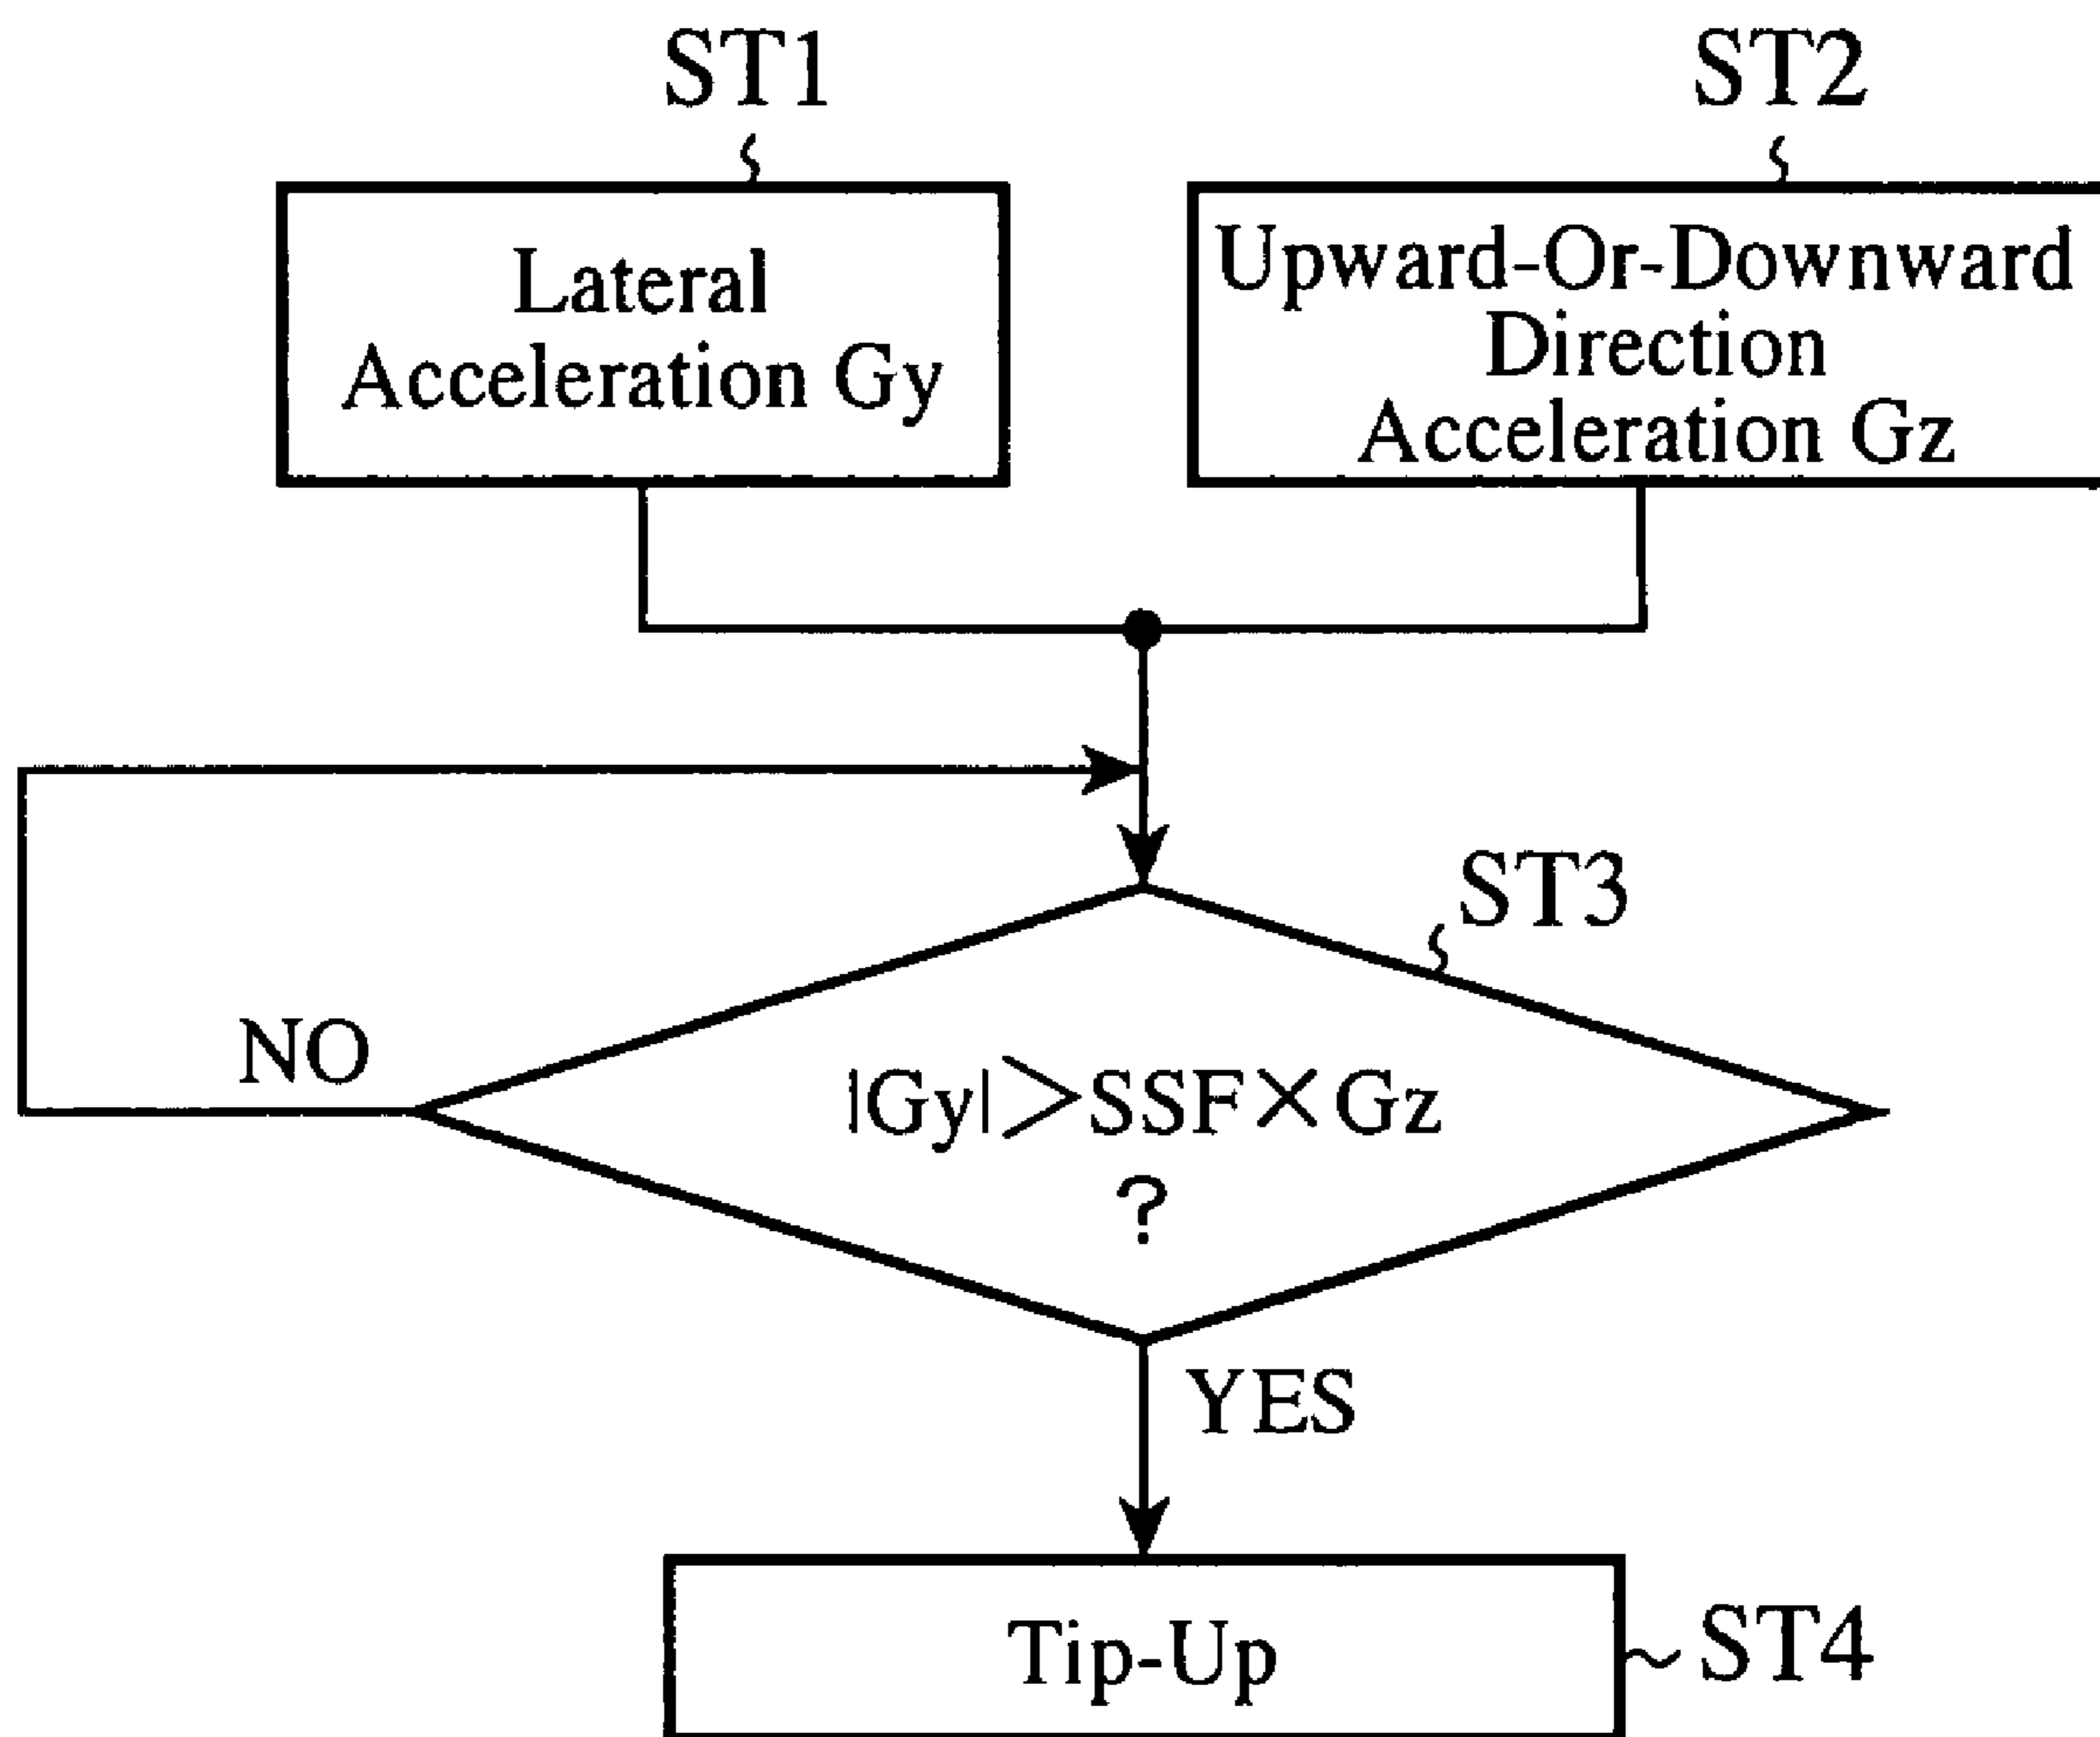 ST1
ST2
Lateral
Acceleration Gy
Upward-Or-Downward
Direction
Acceleration Gz
ST3
NO
|Gy|>SSF×Gz
?
YES
Tip-Up
ST4